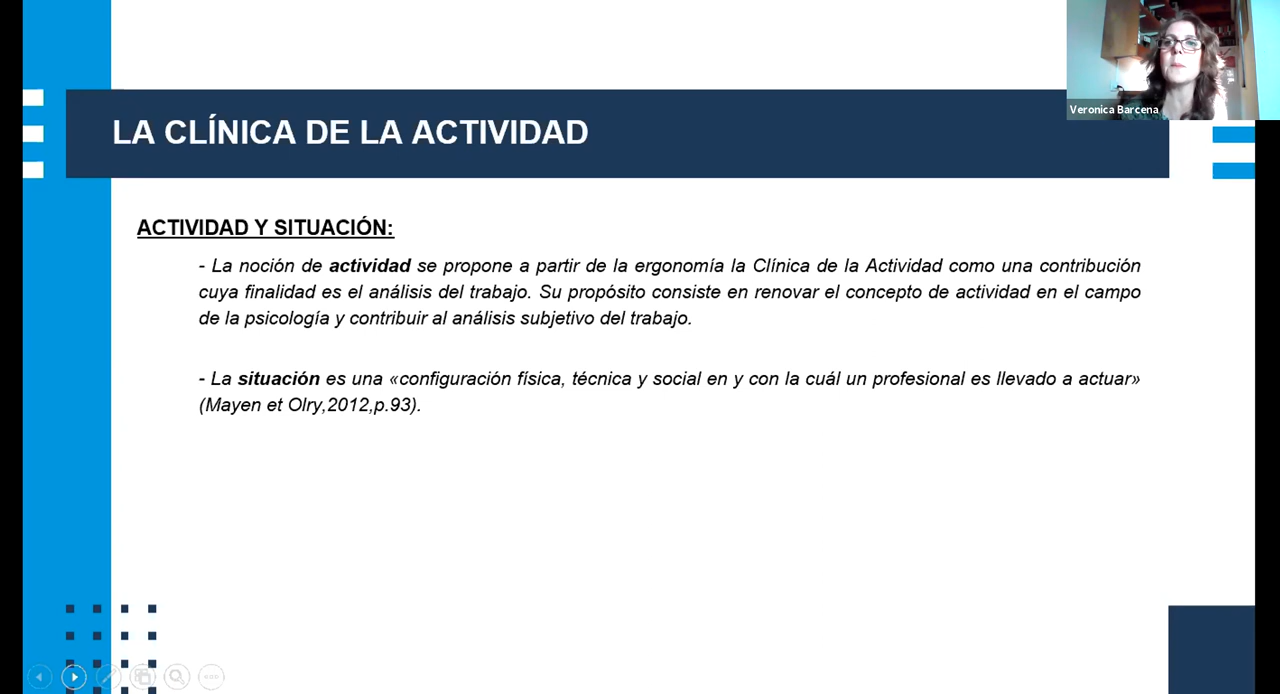 Veronica Barcena
LA CLÍNICA DE LA ACTIVIDAD
ACTIVIDAD Y SITUACIÓN:
- La noción de actividad se propone a partir de la ergonomía la Clínica de la Actividad como una contribución
cuya finalidad es el análisis del trabajo. Su propósito consiste en renovar el concepto de actividad en el campo
de la psicología y contribuir al análisis subjetivo del trabajo.
- La situación es una «configuración física, técnica y social en y con la cuál un profesional es llevado a actuar»
(Mayen et Olry,2012,p.93).